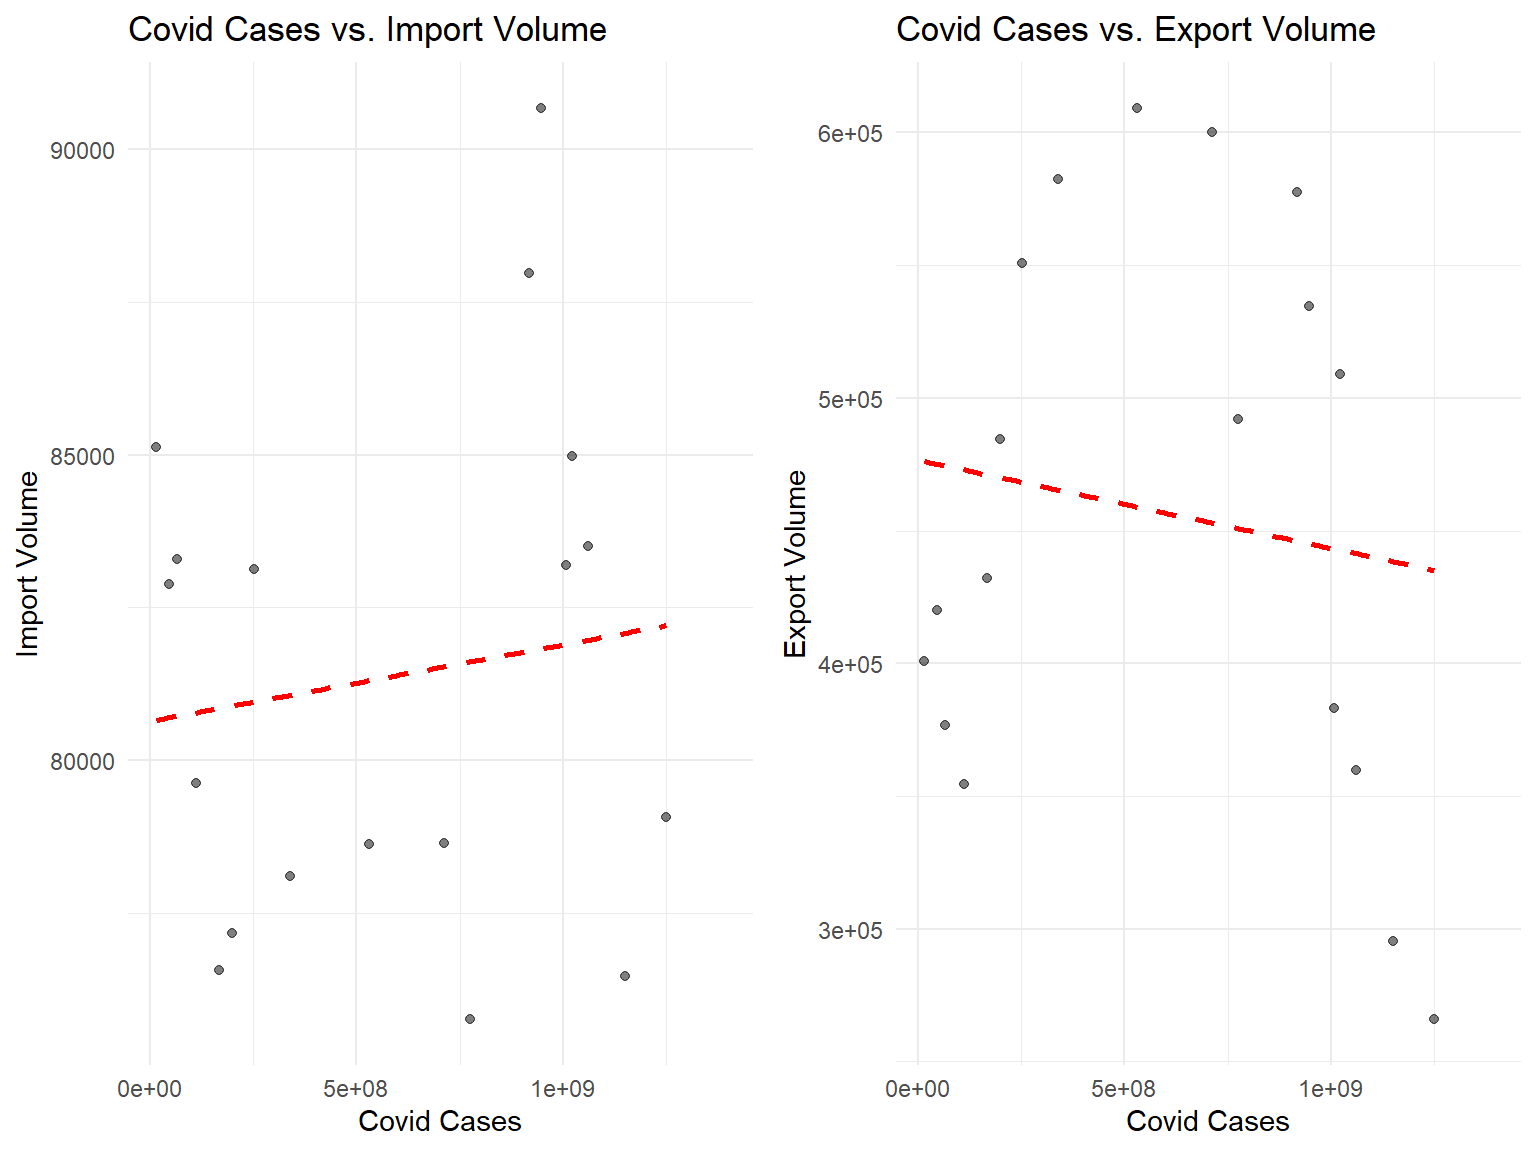 Covid Cases vs. Import Volume
90000
85000
80000
Import Volume
0e+00
5e+08
1e+09
Covid Cases
Covid Cases vs. Export Volume
6e+05
5e+05
4e+05
3e+05
Export Volume
0e+00
5e+08
1e+09
Covid Cases